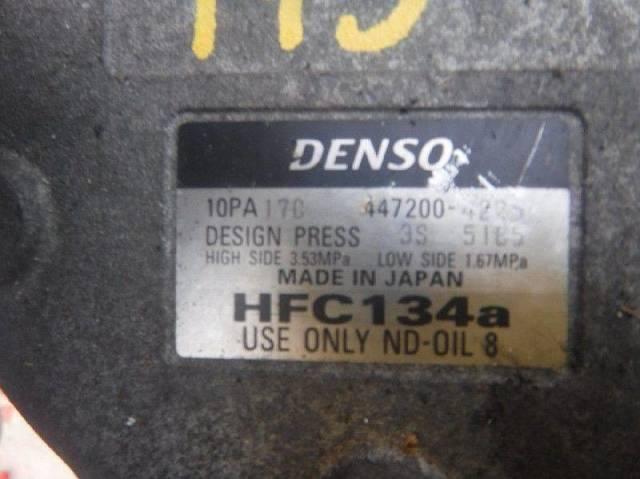 DENSO
10PA17C 447200-
DESIGN PRESS 3S
HIGH SIDE 3.53MPa LOW SIDE 1.67MPa
MADE IN JAPAN
HFC134a
USE ONLY ND-OIL 8